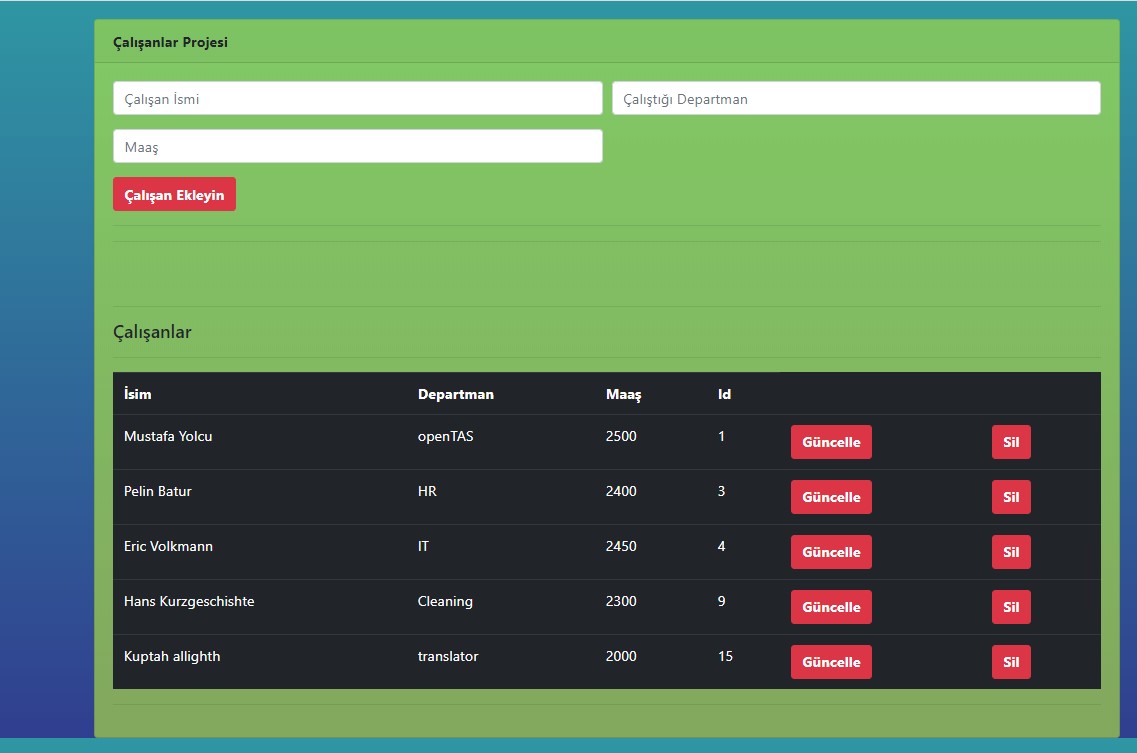 Çalışanlar Projesi
Çalışan İsmi Çalıştığı Departman
Maaş
Çalışan Ekleyin
Çalışanlar
İsim Departman Maaş Id
Mustafa Yolcu openTAS 2500 1 Güncelle Sil
Pelin Batur HR 2400 3 Güncelle Sil
Eric Volkmann IT 2450 4 Güncelle Sil
Hans Kurzgeschishte Cleaning 2300 9 Güncelle Sil
Kuptah allighth translator 2000 15 Güncelle Sil